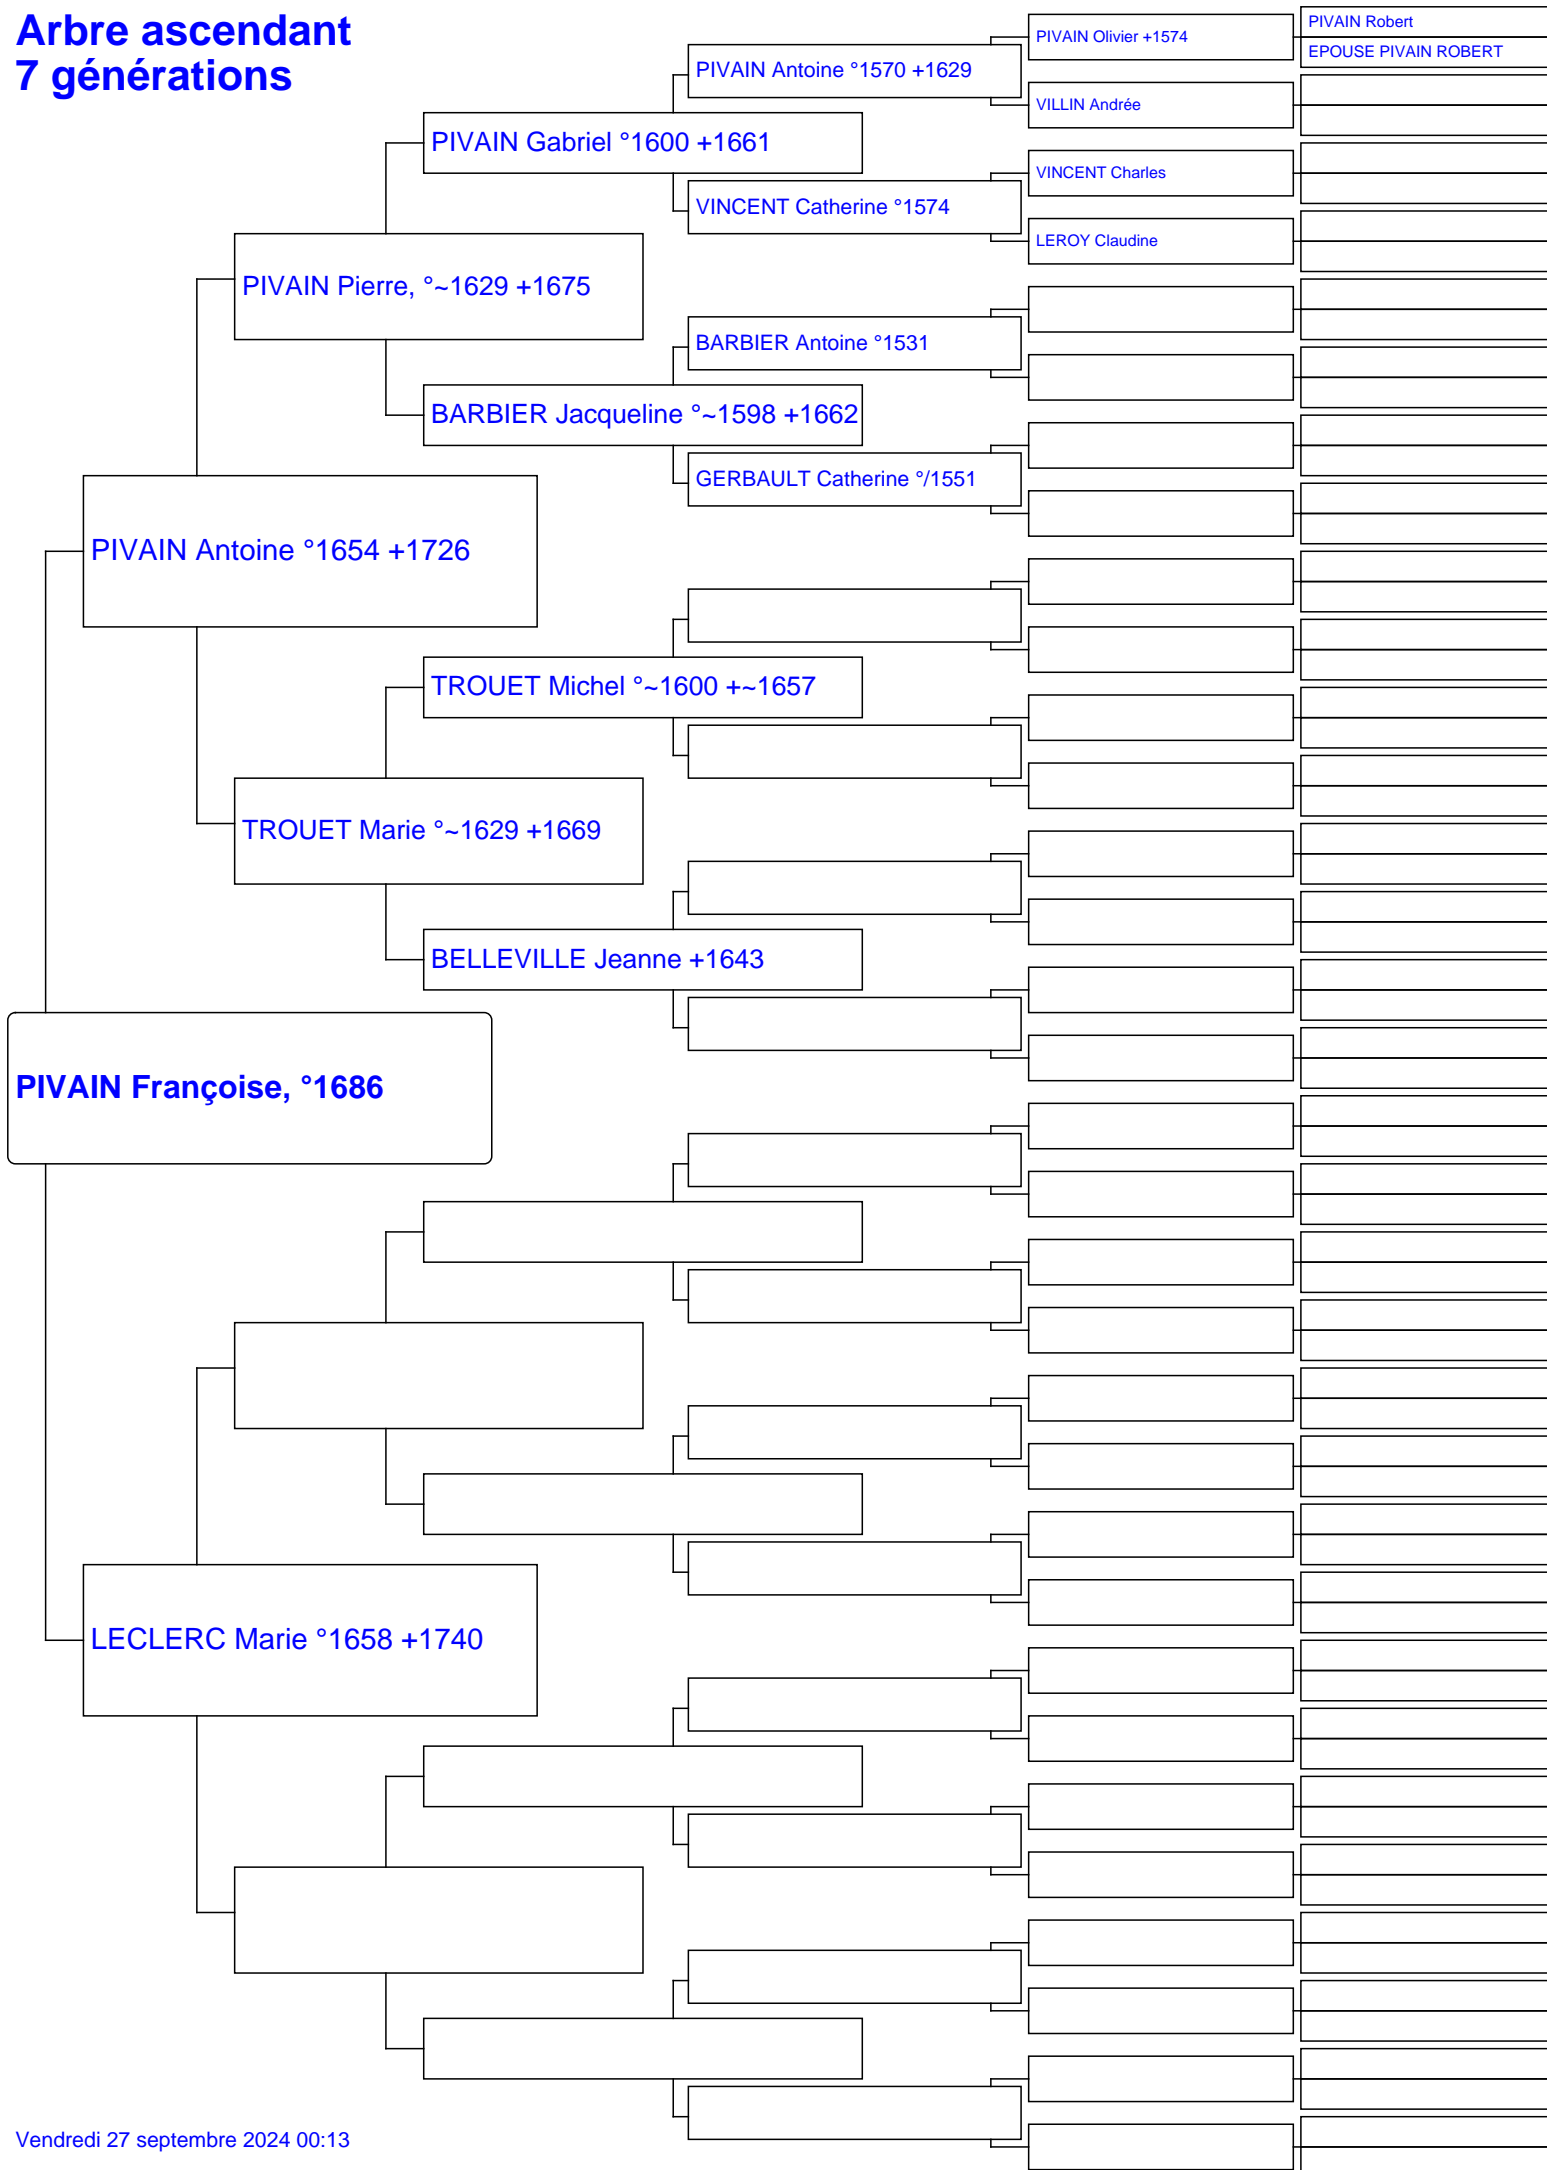 Arbre ascendant
7 générations
PIVAIN Robert
EPOUSE PIVAIN ROBERT
PIVAIN Olivier +1574
PIVAIN Antoine °1570 +1629
VILLIN Andrée
PIVAIN Gabriel °1600 +1661
VINCENT Charles
VINCENT Catherine °1574
LEROY Claudine
PIVAIN Pierre, °~1629 +1675
BARBIER Antoine °1531
BARBIER Jacqueline °~1598 +1662
GERBAULT Catherine °/1551
PIVAIN Antoine °1654 +1726
TROUET Michel °~1600 +~1657
TROUET Marie °~1629 +1669
BELLEVILLE Jeanne +1643
PIVAIN Françoise, °1686
LECLERC Marie °1658 +1740
Vendredi 27 septembre 2024 00:13